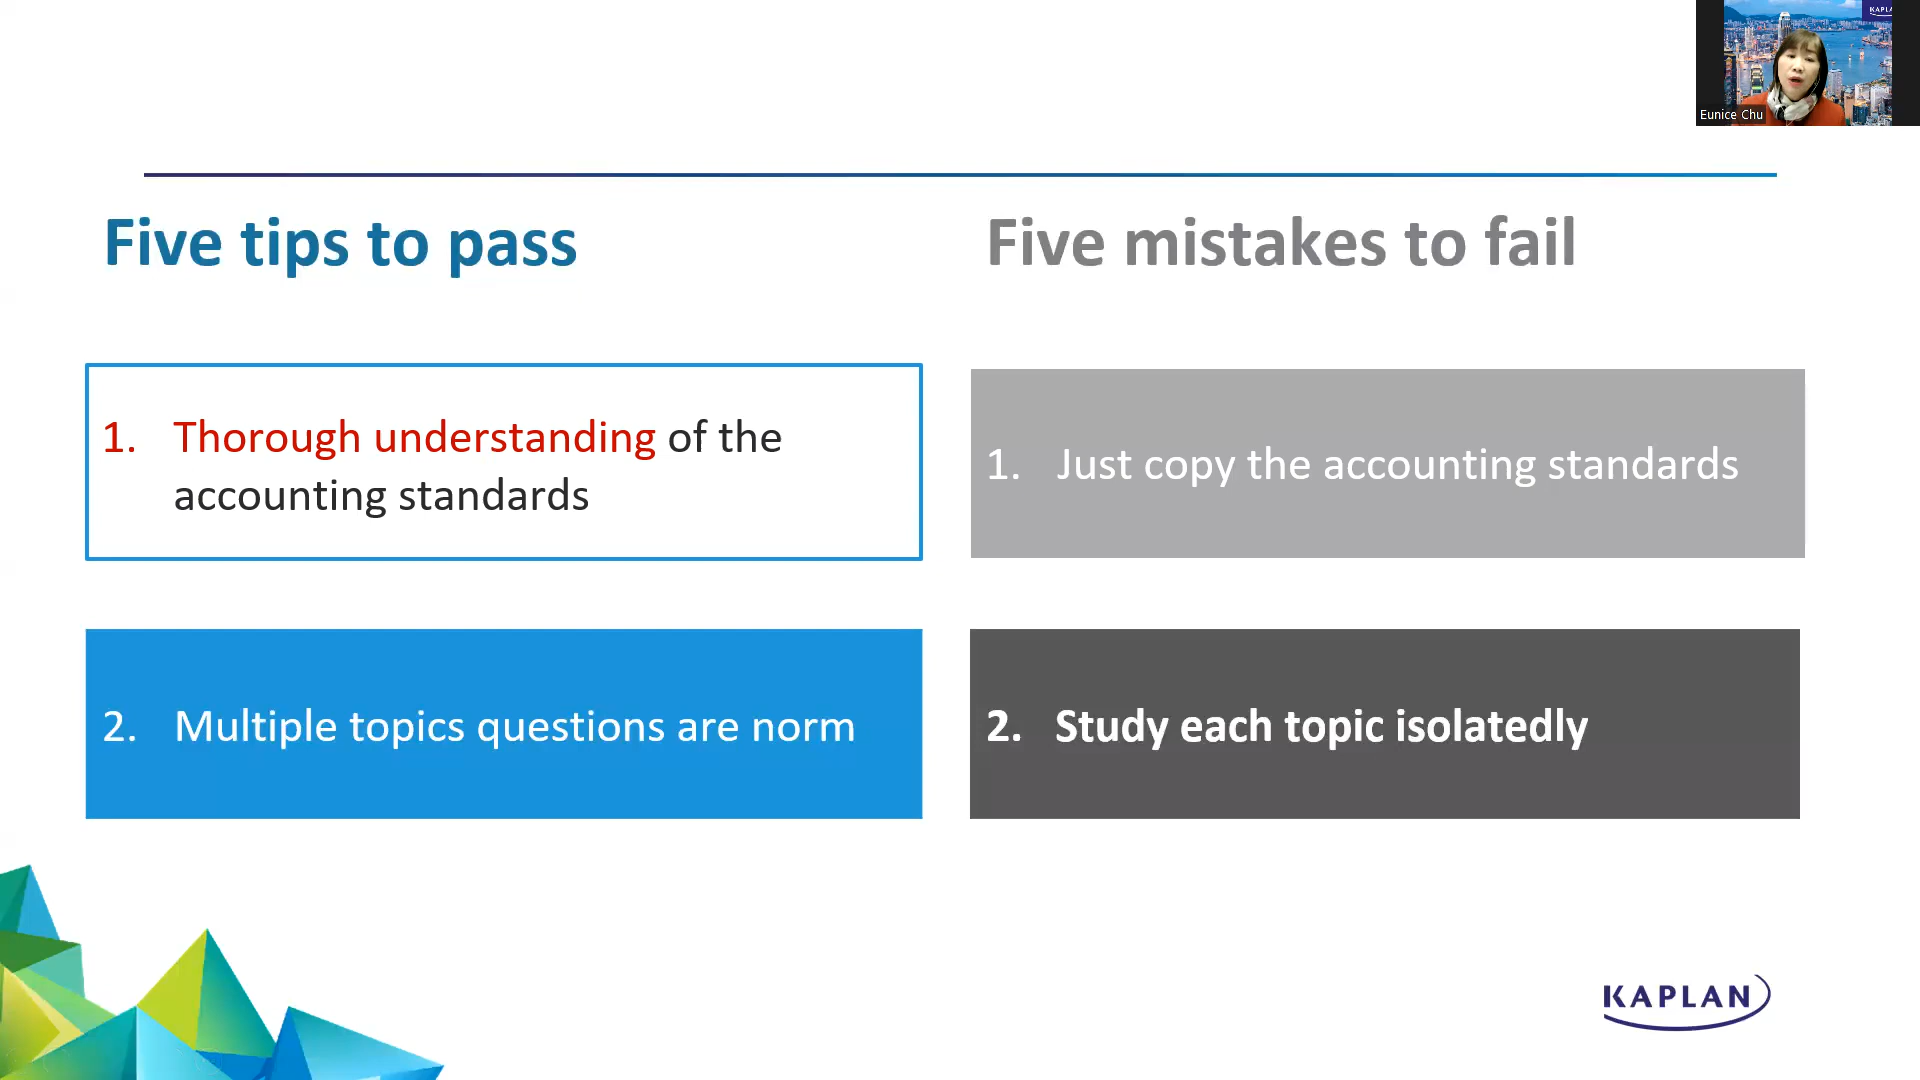 KAPLA
Eunice Chu
Five tips to pass
Five mistakes to fail
1. Thorough understanding of the
accounting standards
1. Just copy the accounting standards
2. Multiple topics questions are norm
2. Study each topic isolatedly
KAPLAN